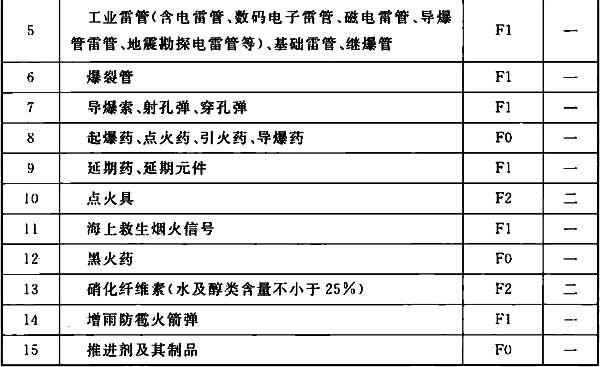 5 工业雷管(含电雷管、数码电子雷管、磁电雷管、导爆 F1 一
管雷管、地震勘探电雷管等)、基础雷管、继爆管
6 爆裂管 F1 一
7 导爆索、射孔弹、穿孔弹 F1 一
8 起爆药、点火药、引火药、导爆药 F0 一
9 延期药、延期元件 F1 一
10 点火具 F2 二
11 海上救生烟火信号 F1 一
12 黑火药 F0 一
13 硝化纤维素(水及醇类含量不小于25%) F2 二
14 增雨防雹火箭弹 F1 一
15 推进剂及其制品 F0 一